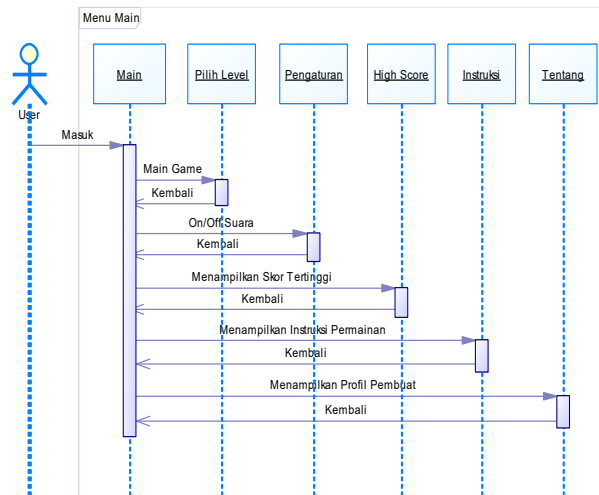 Menu Main
Main
Pilih Level
Pengaturan
High Score
Instruksi
Tentang
User
Masuk
Main Game
Kembali
On/Off Suara
Kembali
Menampilkan Skor Tertinggi
Kembali
Menampilkan Instruksi Permainan
Kembali
Menampilkan Profil Pembuat
Kembali